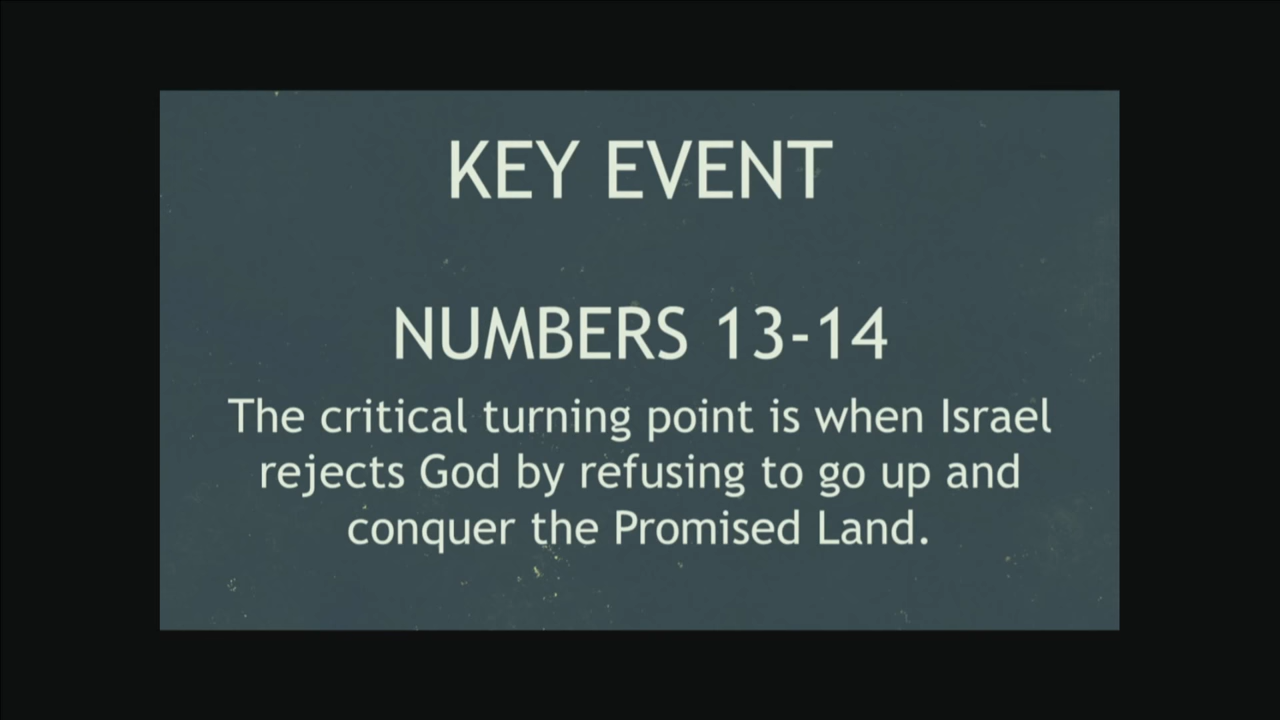 KEY EVENT
NUMBERS 13-14
The critical turning point is when Israel
rejects God by refusing to go up and
conquer the Promised Land.